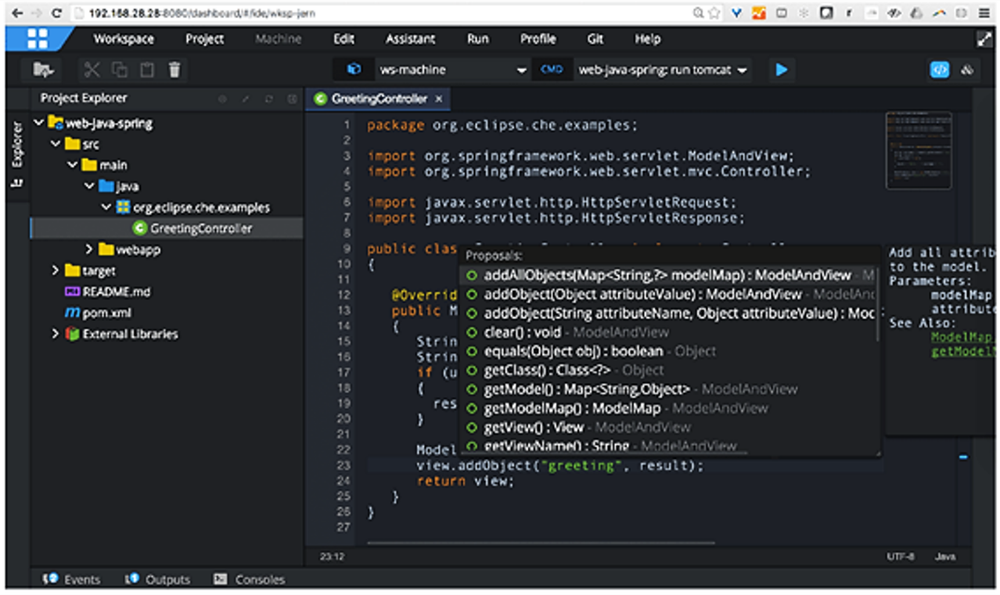 192.168.28.28:8080/dashboard/#/ide/wksp-jern
Workspace Project Machine Edit Assistant Run Profile Git Help
ws-machine CMD web-java-spring: run tomcat
Explorer
Project Explorer
web-java-spring
src
main
java
org.eclipse.che.examples
GreetingController
webapp
target
README.md
pom.xml
External Libraries
GreetingController ×
1 package org.eclipse.che.examples;
2
3 import org.springframework.web.servlet.ModelAndView;
4 import org.springframework.web.servlet.mvc.Controller;
5
6 import javax.servlet.http.HttpServletRequest;
7 import javax.servlet.http.HttpServletResponse;
8
9 public clas
10 {
11
12 @Overrid
13 public M
14 {
15 Strin
16 Strin
17 if (u
18 {
19 res
20 }
21
22 Model
23 view.addObject("greeting", result);
24 return view;
25 }
26 }
27
Proposals:
addAllObjects(Map<String,?> modelMap) : ModelAndView - M
addObject(Object attributeValue) : ModelAndView - ModelAnd
addObject(String attributeName, Object attributeValue) : Mod
clear() : void - ModelAndView
equals(Object obj) : boolean - Object
getClass() : Class<?> - Object
getModel() : Map<String,Object> - ModelAndView
getModelMap() : ModelMap - ModelAndView
getView() : View - ModelAndView
getViewName() : String - ModelAndView
Add all attrib
to the model.
Parameters:
modelMap
attribute
See Also:
ModelMap
getModelM
23:12 UTF-8 Java
Events Outputs Consoles